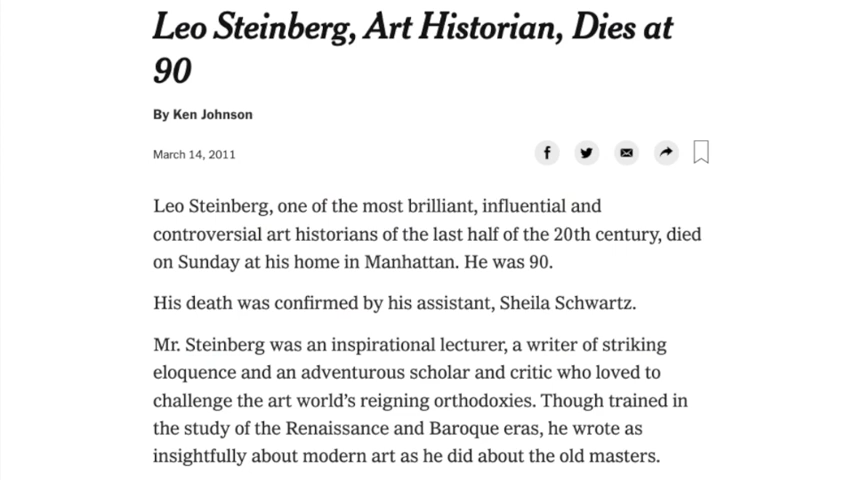 Leo Steinberg, Art Historian, Dies at
90
By Ken Johnson
March 14, 2011
Leo Steinberg, one of the most brilliant, influential and
controversial art historians of the last half of the 20th century, died
on Sunday at his home in Manhattan. He was 90.
His death was confirmed by his assistant, Sheila Schwartz.
Mr. Steinberg was an inspirational lecturer, a writer of striking
eloquence and an adventurous scholar and critic who loved to
challenge the art world’s reigning orthodoxies. Though trained in
the study of the Renaissance and Baroque eras, he wrote as
insightfully about modern art as he did about the old masters.